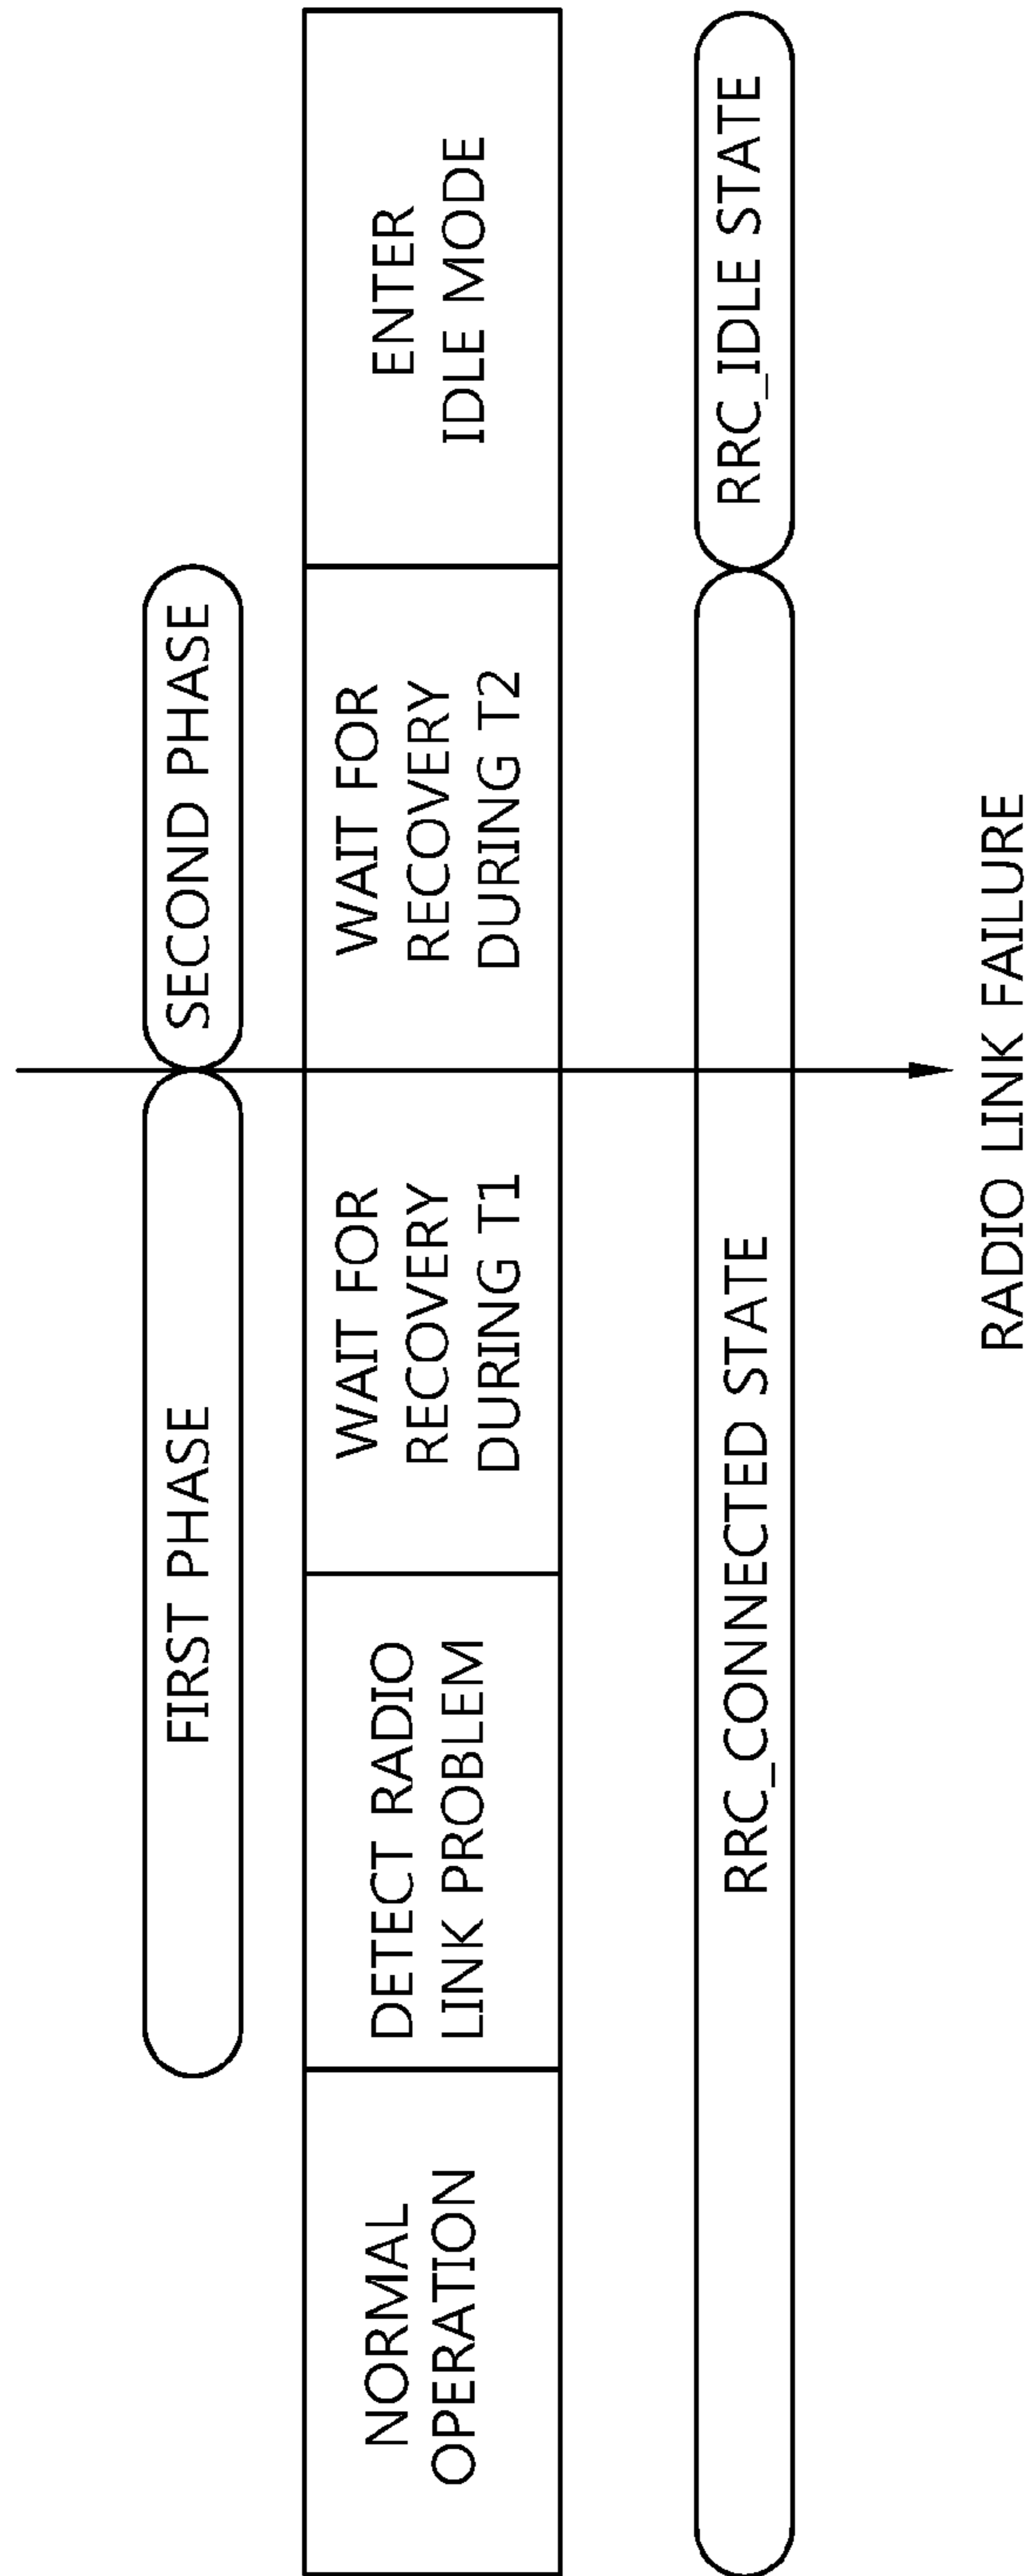 FIRST PHASE
SECOND PHASE
NORMAL
OPERATION
DETECT RADIO
LINK PROBLEM
WAIT FOR
RECOVERY
DURING T1
WAIT FOR
RECOVERY
DURING T2
ENTER
IDLE MODE
RRC_CONNECTED STATE
RRC_IDLE STATE
RADIO LINK FAILURE